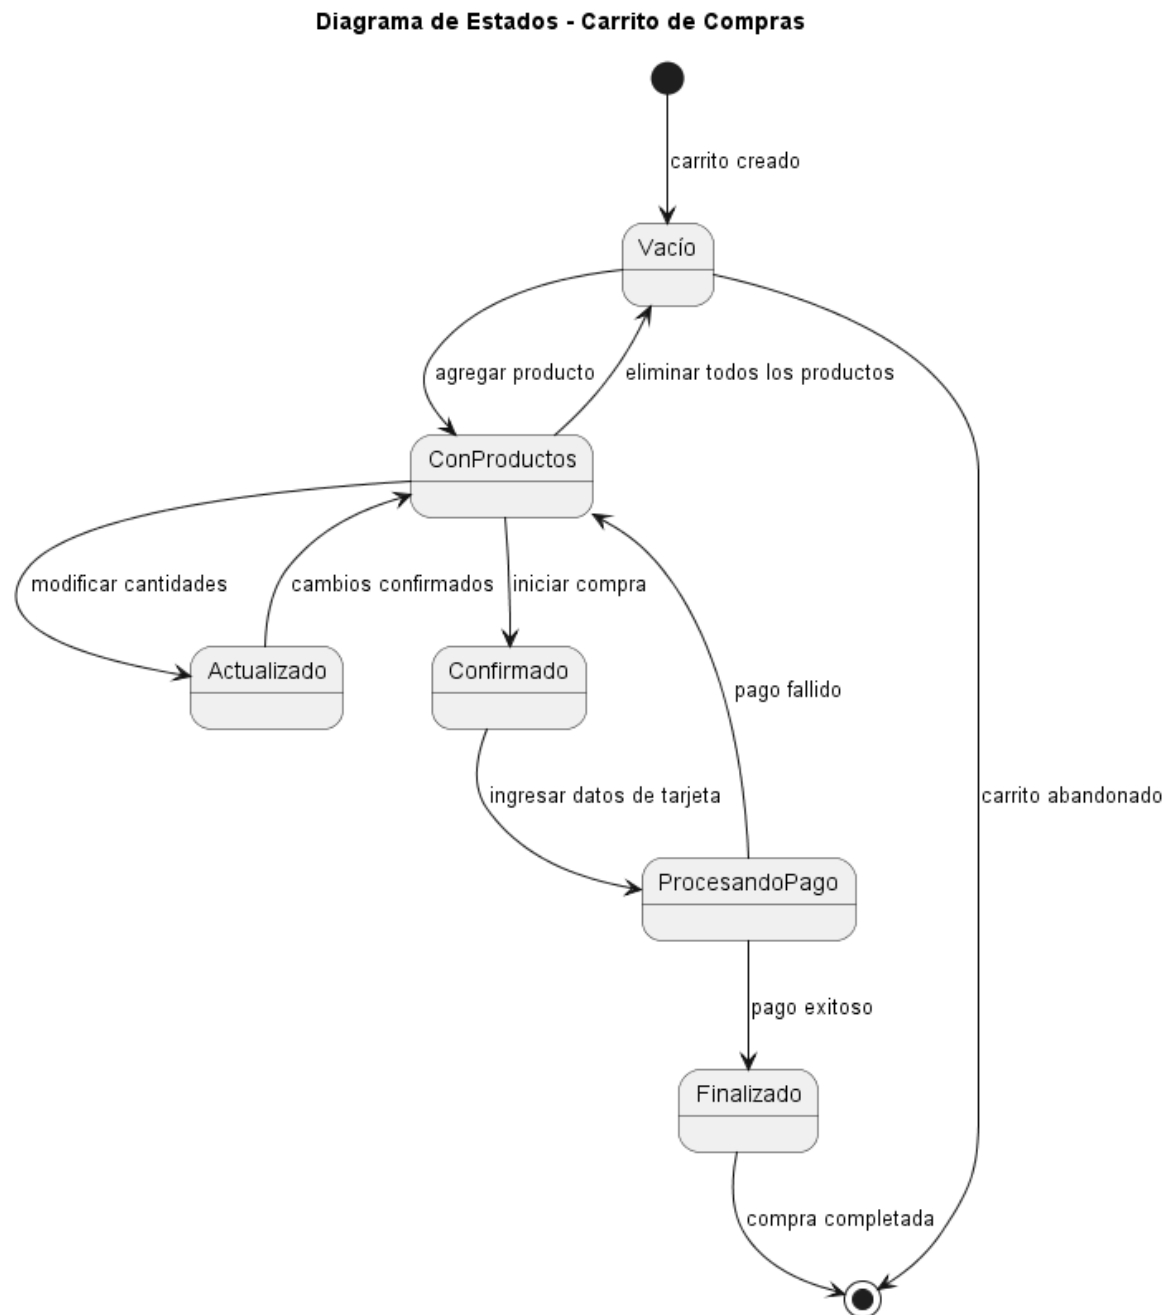 Diagrama de Estados - Carrito de Compras
carrito creado
Vacío
agregar producto
eliminar todos los productos
ConProductos
modificar cantidades
cambios confirmados
iniciar compra
Actualizado
Confirmado
pago fallido
ingresar datos de tarjeta
carrito abandonado
ProcesandoPago
pago exitoso
Finalizado
compra completada